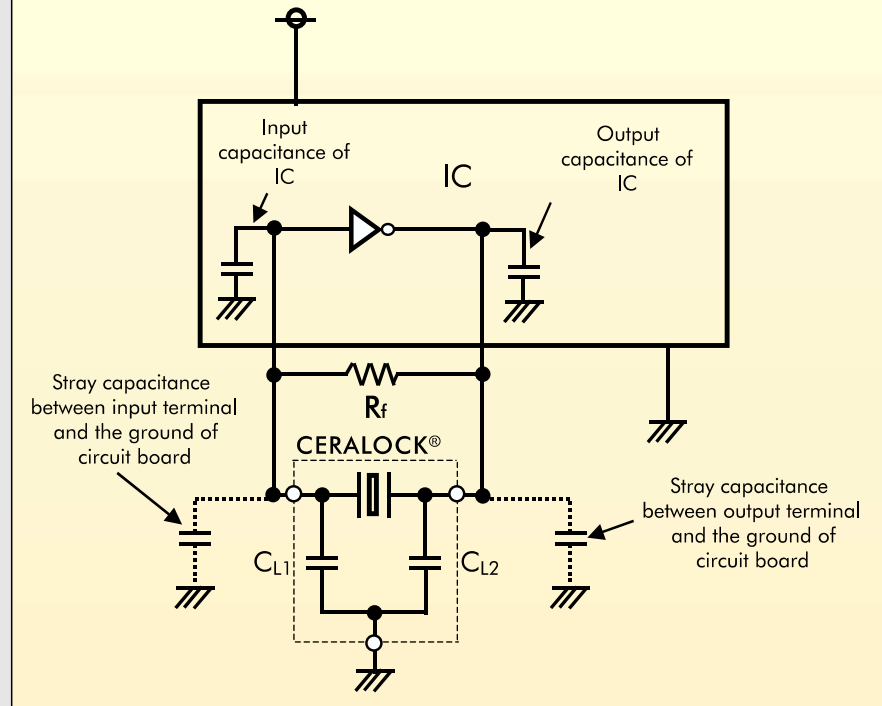 Input
capacitance of
IC
IC
Output
capacitance of
IC
Rf
Stray capacitance
between input terminal
and the ground of
circuit board
CERALOCK®
CL1
CL2
Stray capacitance
between output terminal
and the ground of
circuit board